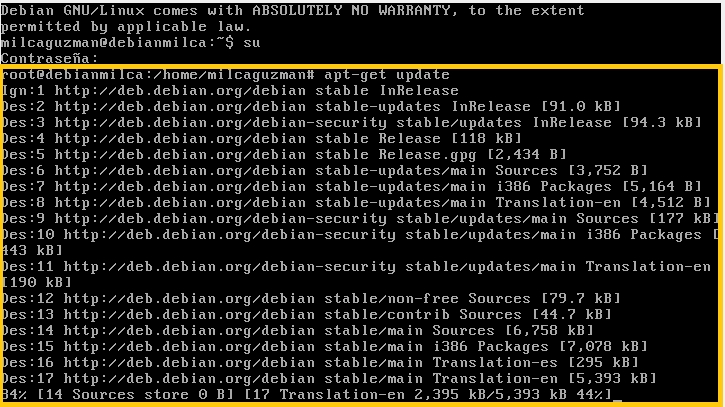 Debian GNU/Linux comes with ABSOLUTELY NO WARRANTY, to the extent
permitted by applicable law.
milcaguzman@debianmilca:~$ su
Contraseña:
root@debianmilca:/home/milcaguzman# apt-get update
Ign:1 http://deb.debian.org/debian stable InRelease
Des:2 http://deb.debian.org/debian stable-updates InRelease [91.0 kB]
Des:3 http://deb.debian.org/debian-security stable/updates InRelease [94.3 kB]
Des:4 http://deb.debian.org/debian stable Release [118 kB]
Des:5 http://deb.debian.org/debian stable Release.gpg [2,434 B]
Des:6 http://deb.debian.org/debian stable-updates/main Sources [3,752 B]
Des:7 http://deb.debian.org/debian stable-updates/main i386 Packages [5,164 B]
Des:8 http://deb.debian.org/debian stable-updates/main Translation-en [4,512 B]
Des:9 http://deb.debian.org/debian-security stable/updates/main Sources [177 kB]
Des:10 http://deb.debian.org/debian-security stable/updates/main i386 Packages [
443 kB]
Des:11 http://deb.debian.org/debian-security stable/updates/main Translation-en
[190 kB]
Des:12 http://deb.debian.org/debian stable/non-free Sources [79.7 kB]
Des:13 http://deb.debian.org/debian stable/contrib Sources [44.7 kB]
Des:14 http://deb.debian.org/debian stable/main Sources [6,758 kB]
Des:15 http://deb.debian.org/debian stable/main i386 Packages [7,078 kB]
Des:16 http://deb.debian.org/debian stable/main Translation-es [295 kB]
Des:17 http://deb.debian.org/debian stable/main Translation-en [5,393 kB]
84% [14 Sources store 0 B] [17 Translation-en 2,395 kB/5,393 kB 44%]_